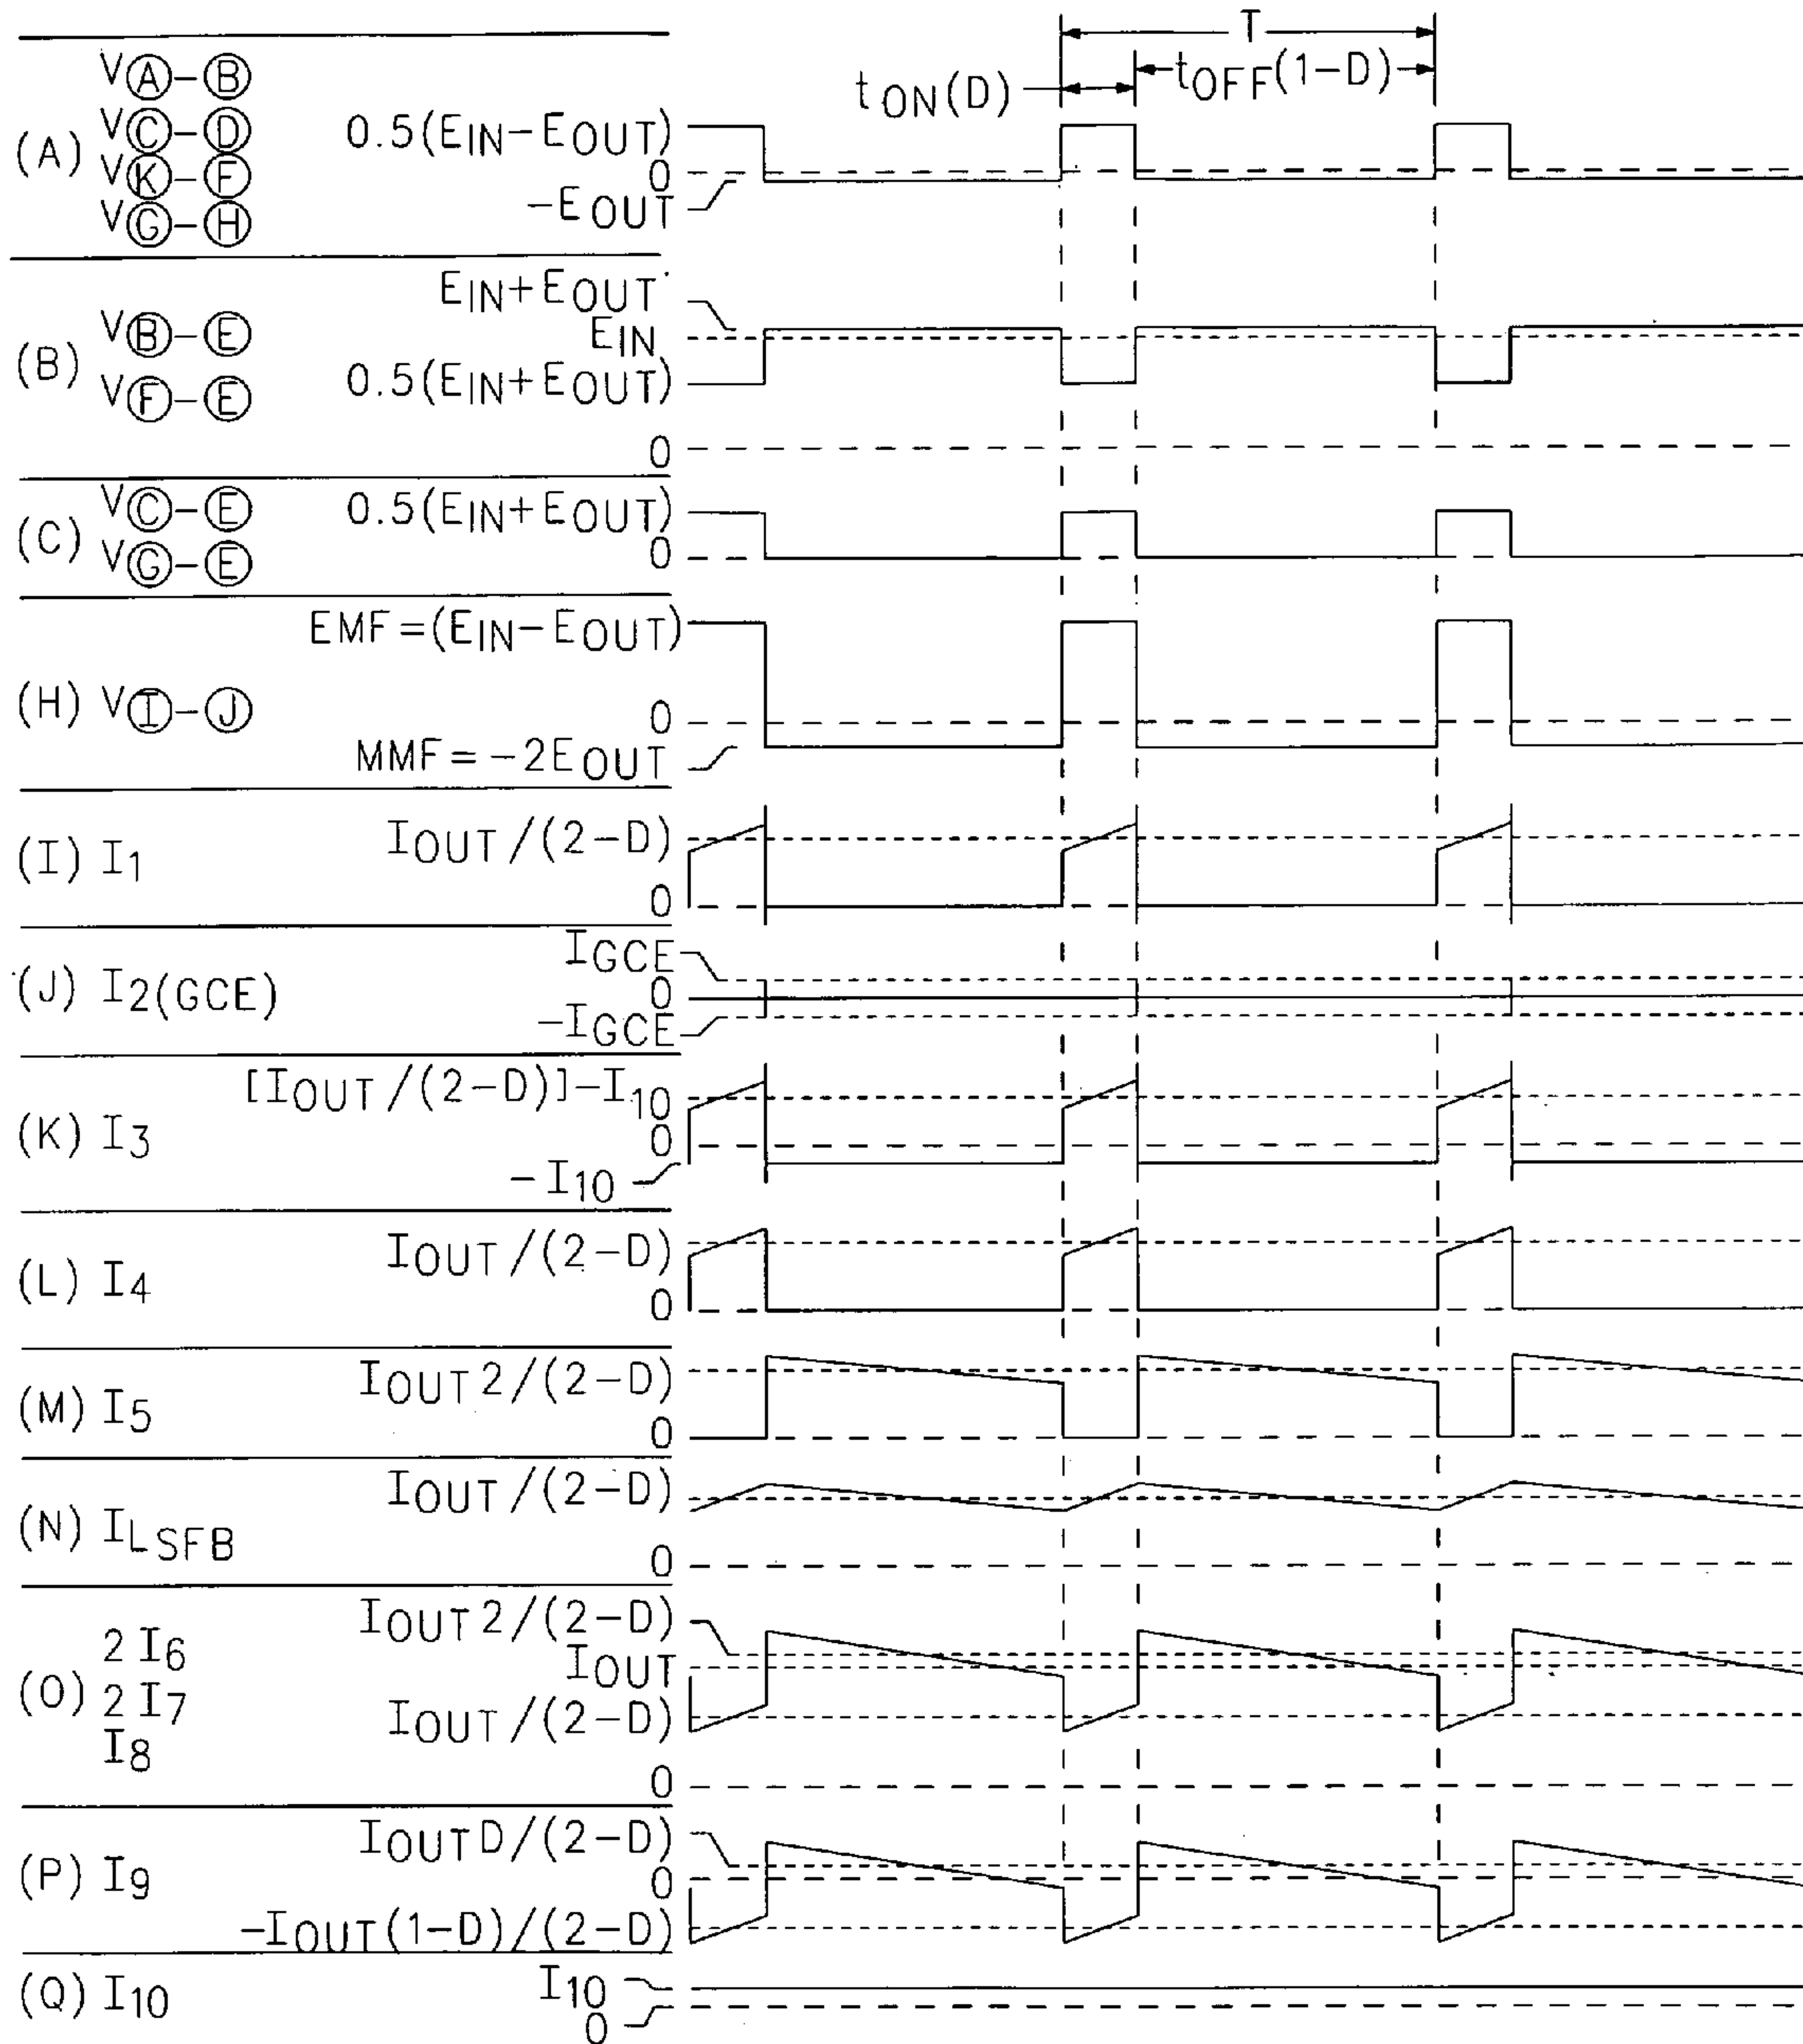 T
tON(D)
tOFF(1-D)
(A)
VⒶ-Ⓑ
VⒸ-Ⓓ
VⓀ-Ⓕ
VⒼ-Ⓗ
0.5(EIN-EOUT)
0
-EOUT
(B)
VⒷ-Ⓔ
VⒻ-Ⓔ
EIN+EOUT
EIN
0.5(EIN+EOUT)
0
(C)
VⒸ-Ⓔ
VⒼ-Ⓔ
0.5(EIN+EOUT)
0
(H) VⒾ-Ⓙ
EMF=(EIN-EOUT)
0
MMF=-2EOUT
(I) I1
IOUT/(2-D)
0
(J) I2(GCE)
IGCE
0
-IGCE
(K) I3
[IOUT/(2-D)]-I10
0
-I10
(L) I4
IOUT/(2-D)
0
(M) I5
IOUT2/(2-D)
0
(N) ILSFB
IOUT/(2-D)
0
(O)
2I6
2I7
I8
IOUT2/(2-D)
IOUT
IOUT/(2-D)
0
(P) I9
IOUTD/(2-D)
0
-IOUT(1-D)/(2-D)
(Q) I10
I10
0